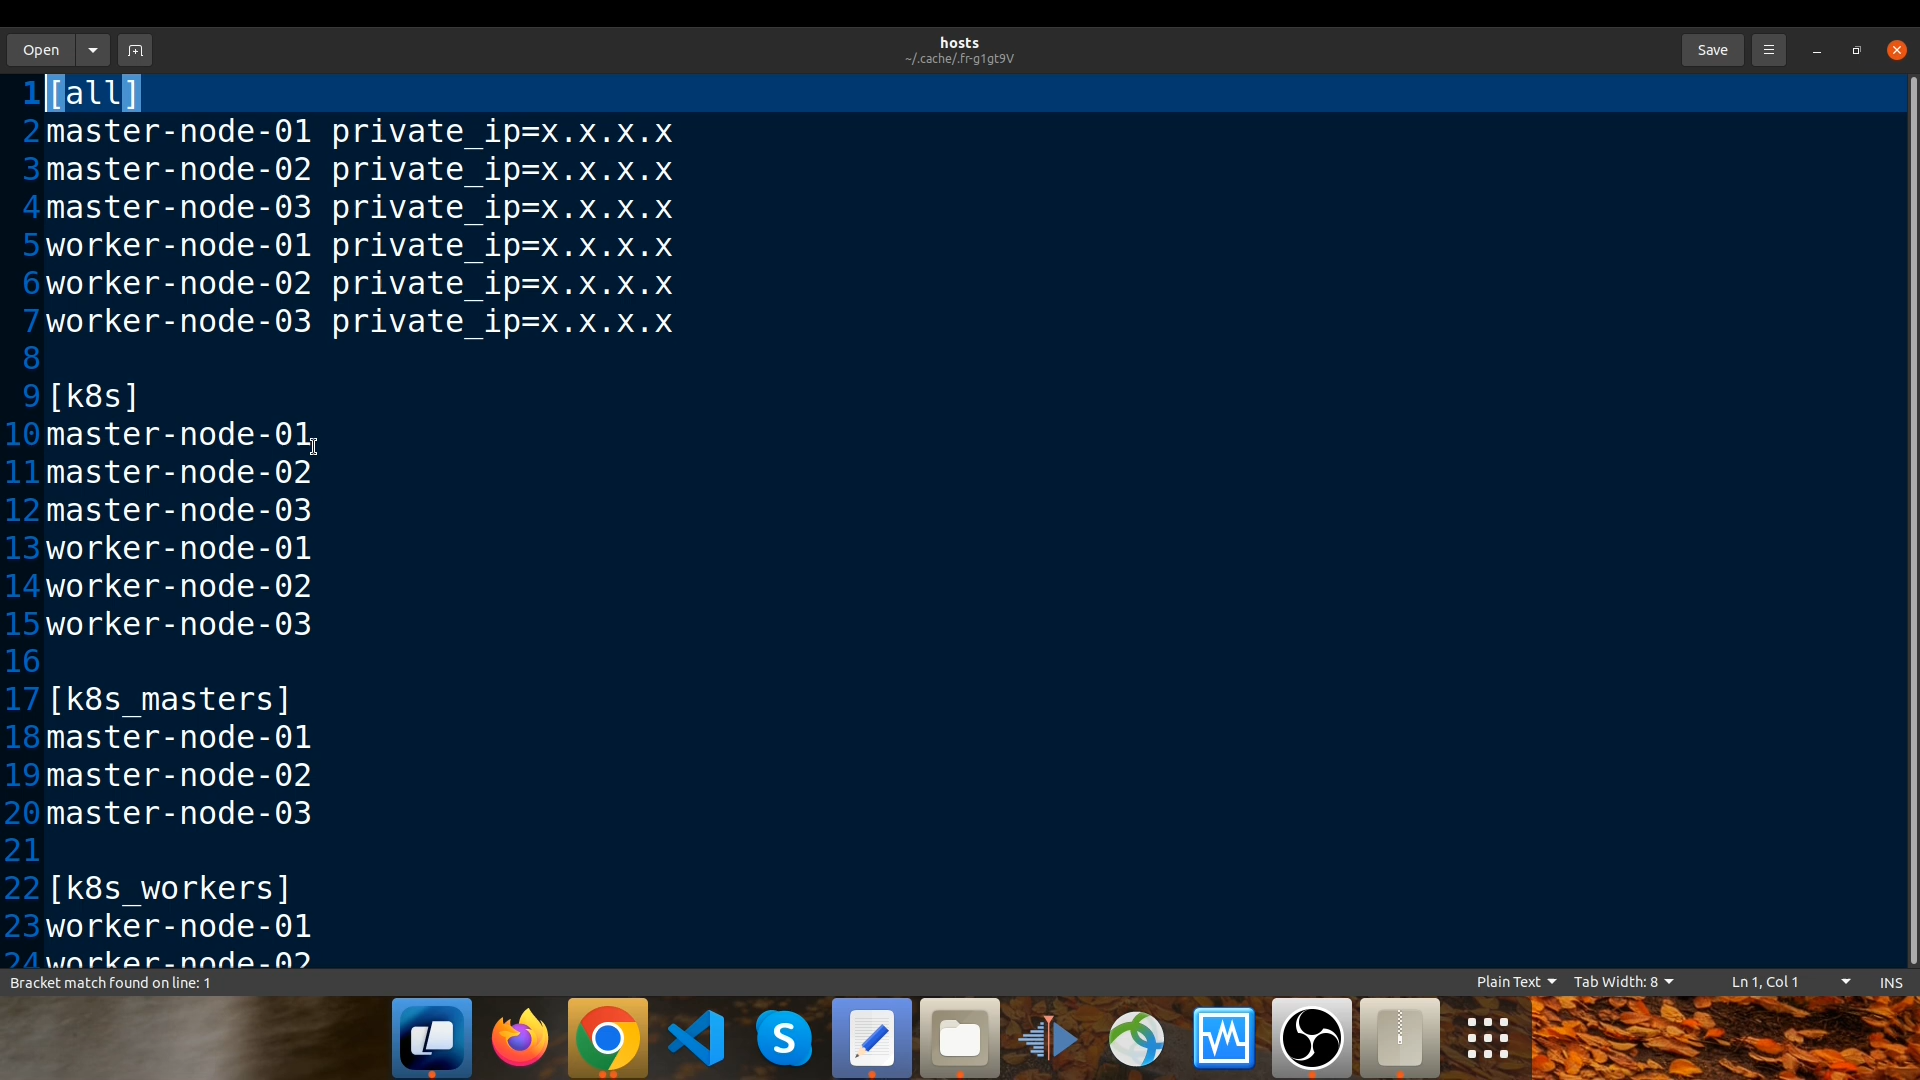 Open
hosts
~/.cache/.fr-g1gt9V
Save
1 [all]
2 master-node-01 private_ip=x.x.x.x
3 master-node-02 private_ip=x.x.x.x
4 master-node-03 private_ip=x.x.x.x
5 worker-node-01 private_ip=x.x.x.x
6 worker-node-02 private_ip=x.x.x.x
7 worker-node-03 private_ip=x.x.x.x
8
9 [k8s]
10 master-node-01
11 master-node-02
12 master-node-03
13 worker-node-01
14 worker-node-02
15 worker-node-03
16
17 [k8s_masters]
18 master-node-01
19 master-node-02
20 master-node-03
21
22 [k8s_workers]
23 worker-node-01
24 worker-node-02
Bracket match found on line: 1
Plain Text
Tab Width: 8
Ln 1, Col 1
INS